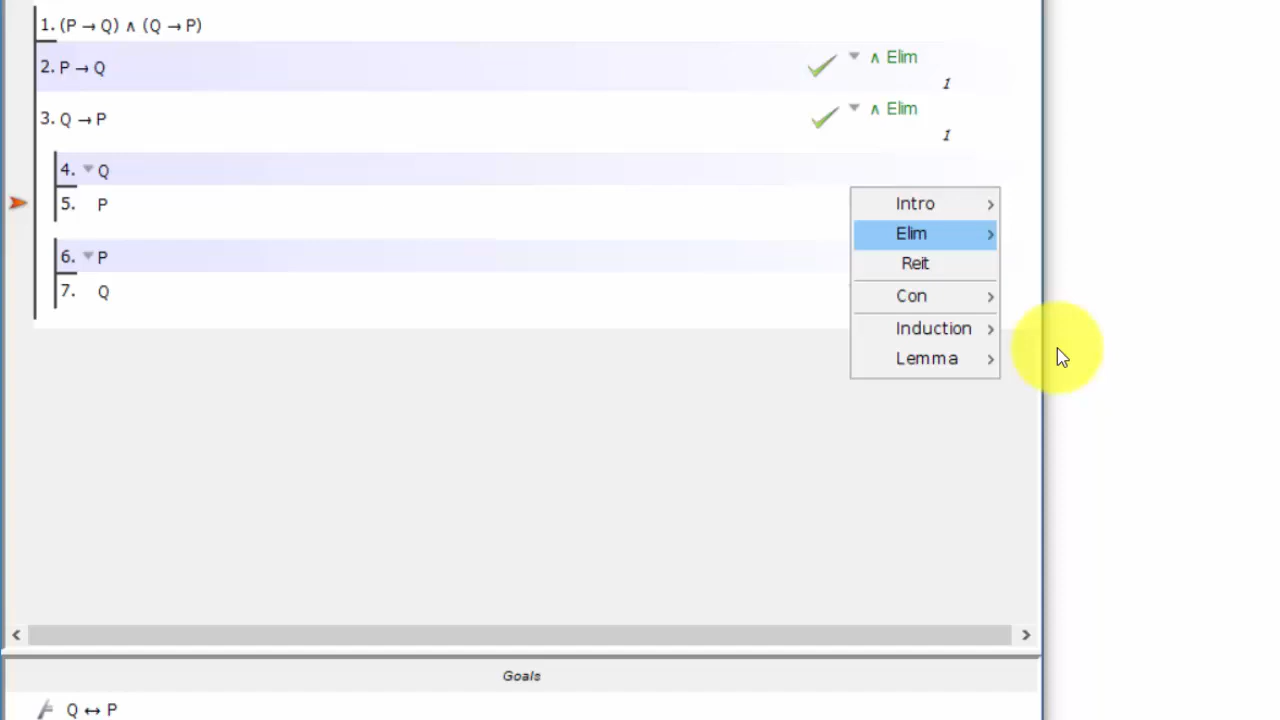 1. (P → Q) ∧ (Q → P)
2. P → Q ∧ Elim
1
3. Q → P ∧ Elim
1
4. Q
5. P
6. P
7. Q
Intro
Elim
Reit
Con
Induction
Lemma
Goals
Q ↔ P